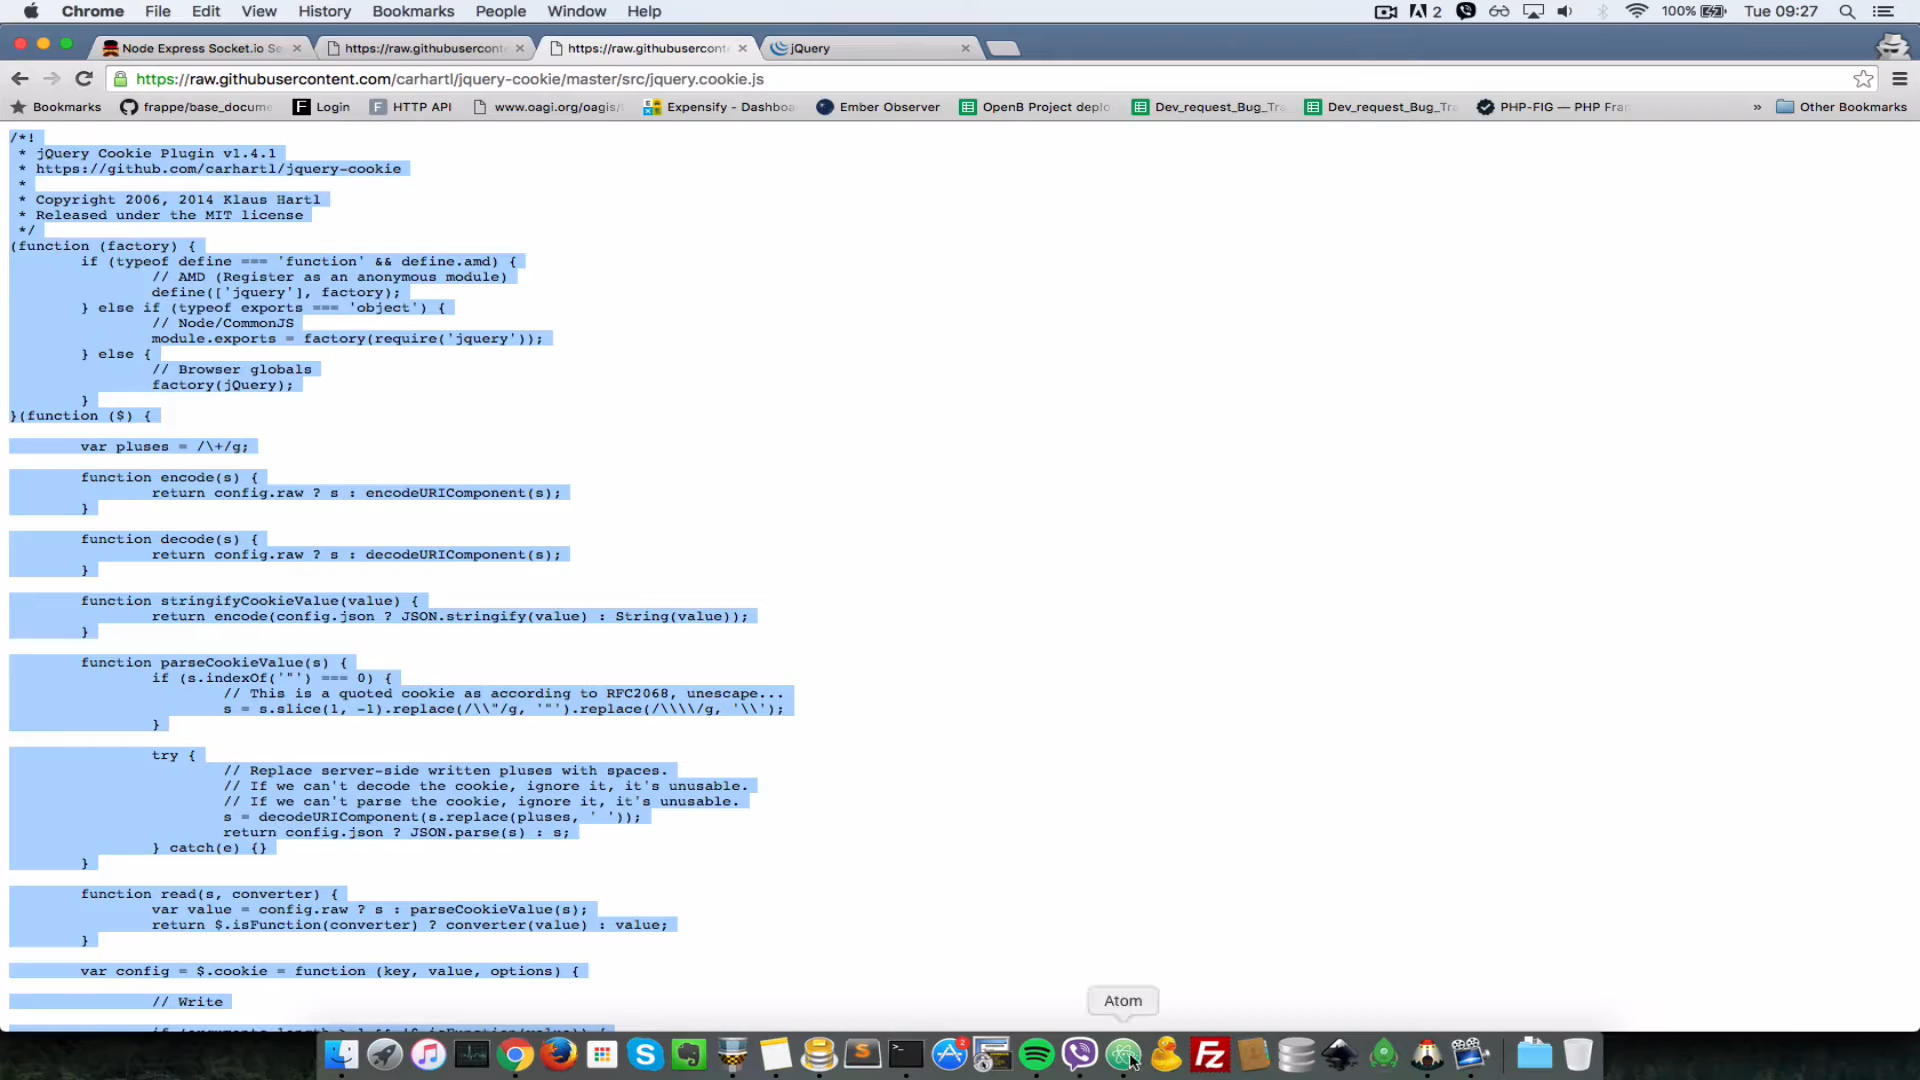 Chrome File Edit View History Bookmarks People Window Help 2 100% Tue 09:27
Node Express Socket.io Se https://raw.githubusercont https://raw.githubusercont jQuery
https://raw.githubusercontent.com/carhartl/jquery-cookie/master/src/jquery.cookie.js
Bookmarks frappe/base_docume Login HTTP API www.oagi.org/oagis/ Expensify - Dashboa Ember Observer OpenB Project deplo Dev_request_Bug_Tra Dev_request_Bug_Tra PHP-FIG — PHP Fra » Other Bookmarks
/*!
* jQuery Cookie Plugin v1.4.1
* https://github.com/carhartl/jquery-cookie
*
* Copyright 2006, 2014 Klaus Hartl
* Released under the MIT license
*/
(function (factory) {
if (typeof define === 'function' && define.amd) {
// AMD (Register as an anonymous module)
define(['jquery'], factory);
} else if (typeof exports === 'object') {
// Node/CommonJS
module.exports = factory(require('jquery'));
} else {
// Browser globals
factory(jQuery);
}
}(function ($) {
var pluses = /\+/g;
function encode(s) {
return config.raw ? s : encodeURIComponent(s);
}
function decode(s) {
return config.raw ? s : decodeURIComponent(s);
}
function stringifyCookieValue(value) {
return encode(config.json ? JSON.stringify(value) : String(value));
}
function parseCookieValue(s) {
if (s.indexOf('"') === 0) {
// This is a quoted cookie as according to RFC2068, unescape...
s = s.slice(1, -1).replace(/\\"/g, '"').replace(/\\\\/g, '\\');
}
try {
// Replace server-side written pluses with spaces.
// If we can't decode the cookie, ignore it, it's unusable.
// If we can't parse the cookie, ignore it, it's unusable.
s = decodeURIComponent(s.replace(pluses, ' '));
return config.json ? JSON.parse(s) : s;
} catch(e) {}
}
function read(s, converter) {
var value = config.raw ? s : parseCookieValue(s);
return $.isFunction(converter) ? converter(value) : value;
}
var config = $.cookie = function (key, value, options) {
// Write
if (arguments.length > 1 && !$.isFunction(value)) {
Atom